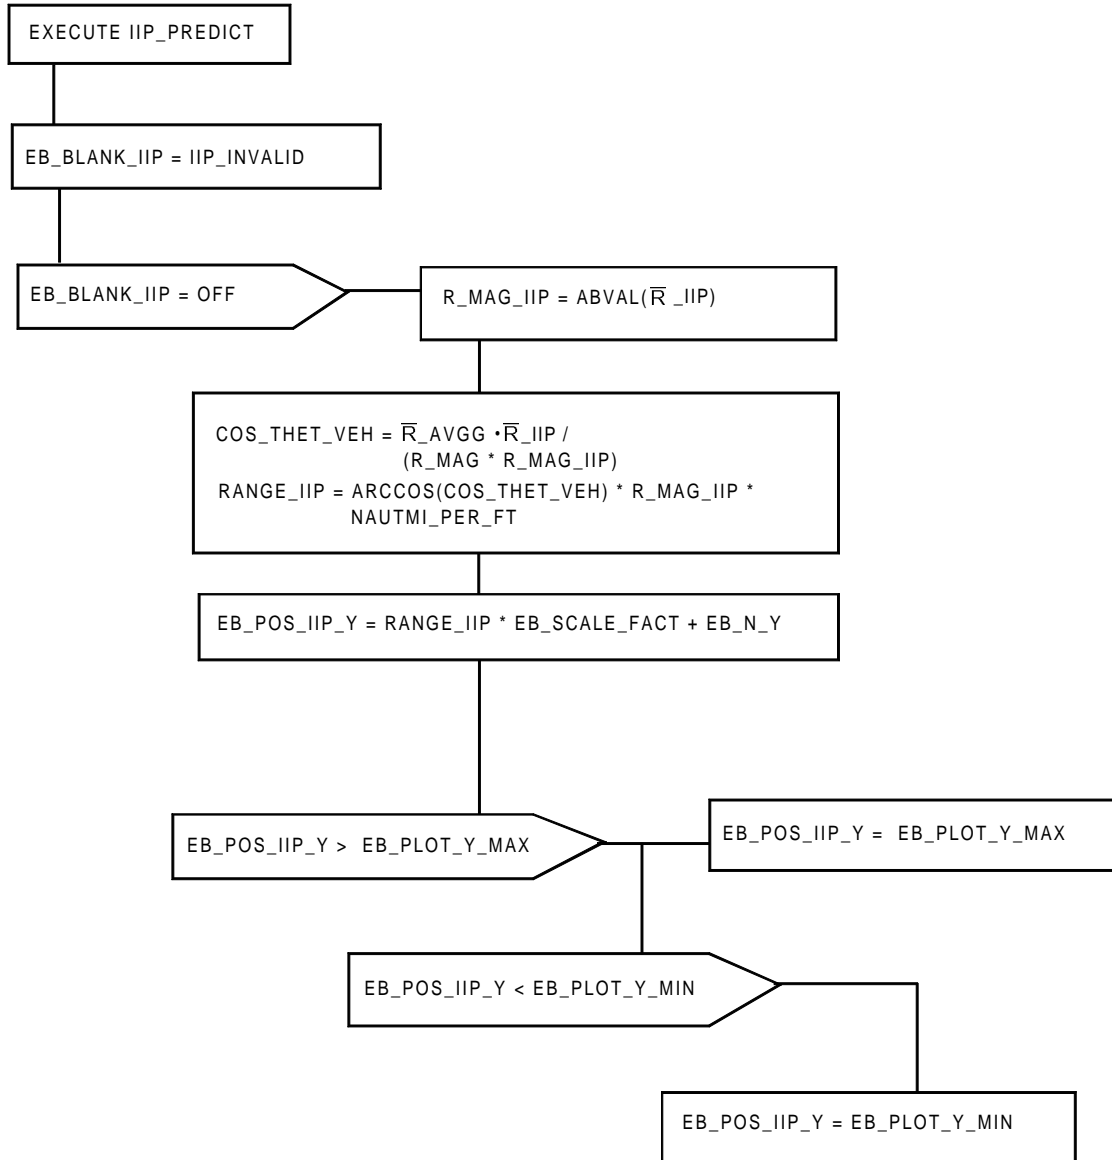 EXECUTE IIP_PREDICT
EB_BLANK_IIP = IIP_INVALID
EB_BLANK_IIP = OFF
R_MAG_IIP = ABVAL(R̅ _IIP)
COS_THET_VEH = R̅_AVGG · R̅_IIP /
(R_MAG * R_MAG_IIP)
RANGE_IIP = ARCCOS(COS_THET_VEH) * R_MAG_IIP *
NAUTMI_PER_FT
EB_POS_IIP_Y = RANGE_IIP * EB_SCALE_FACT + EB_N_Y
EB_POS_IIP_Y > EB_PLOT_Y_MAX
EB_POS_IIP_Y = EB_PLOT_Y_MAX
EB_POS_IIP_Y < EB_PLOT_Y_MIN
EB_POS_IIP_Y = EB_PLOT_Y_MIN